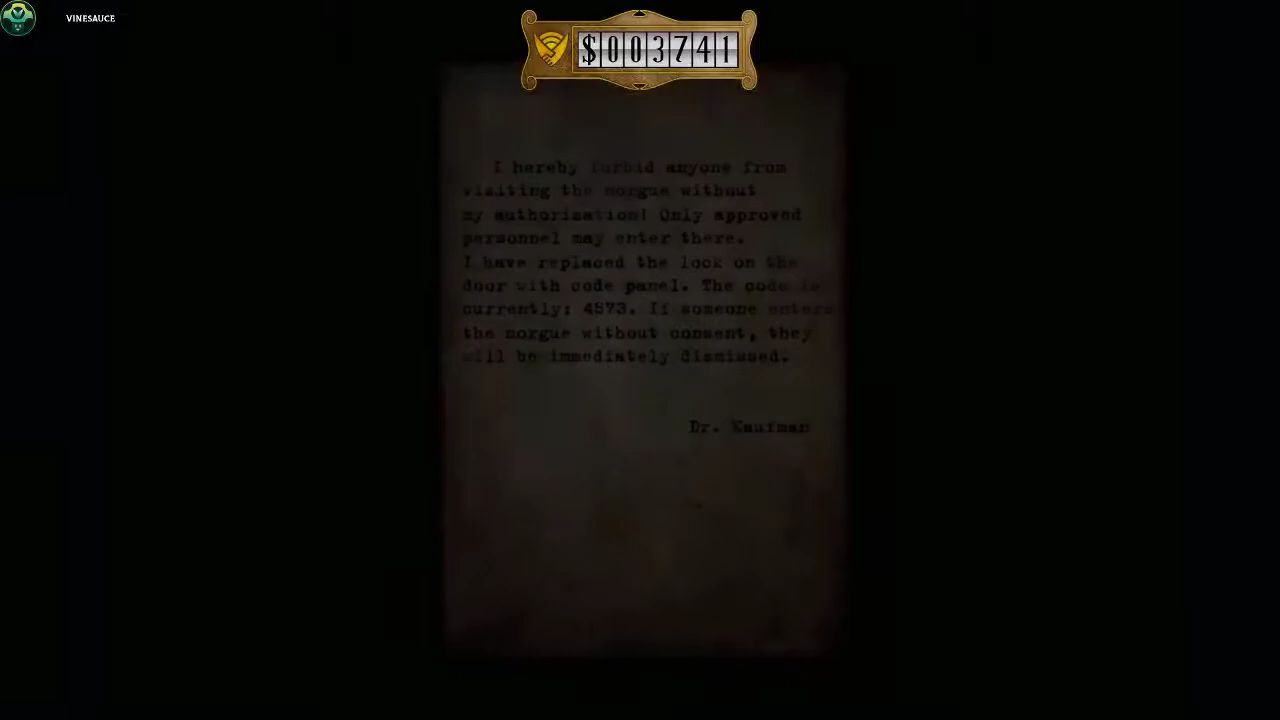 VINESAUCE
$003741
I hereby forbid anyone from
visiting the morgue without
my authorization! Only approved
personnel may enter there.
I have replaced the lock on the
door with code panel. The code is
currently: 4573. If someone enters
the morgue without consent, they
will be immediately dismissed.
Dr. Kaufman